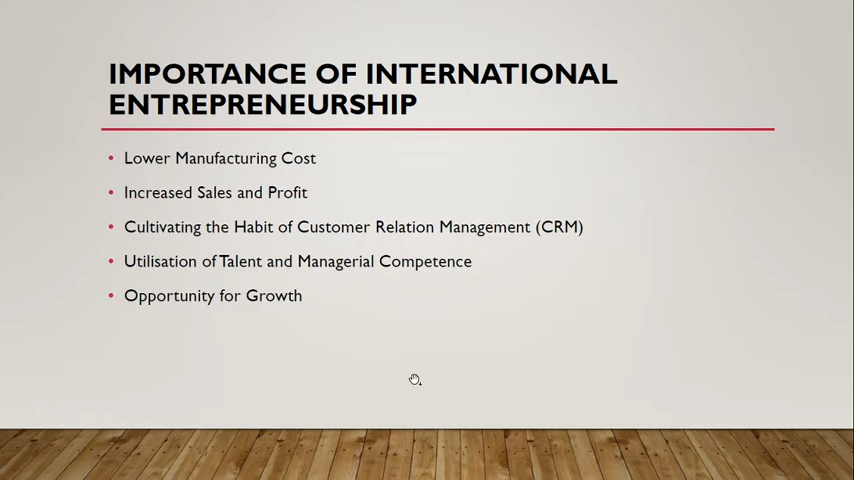 IMPORTANCE OF INTERNATIONAL
ENTREPRENEURSHIP
• Lower Manufacturing Cost
• Increased Sales and Profit
• Cultivating the Habit of Customer Relation Management (CRM)
• Utilisation of Talent and Managerial Competence
• Opportunity for Growth